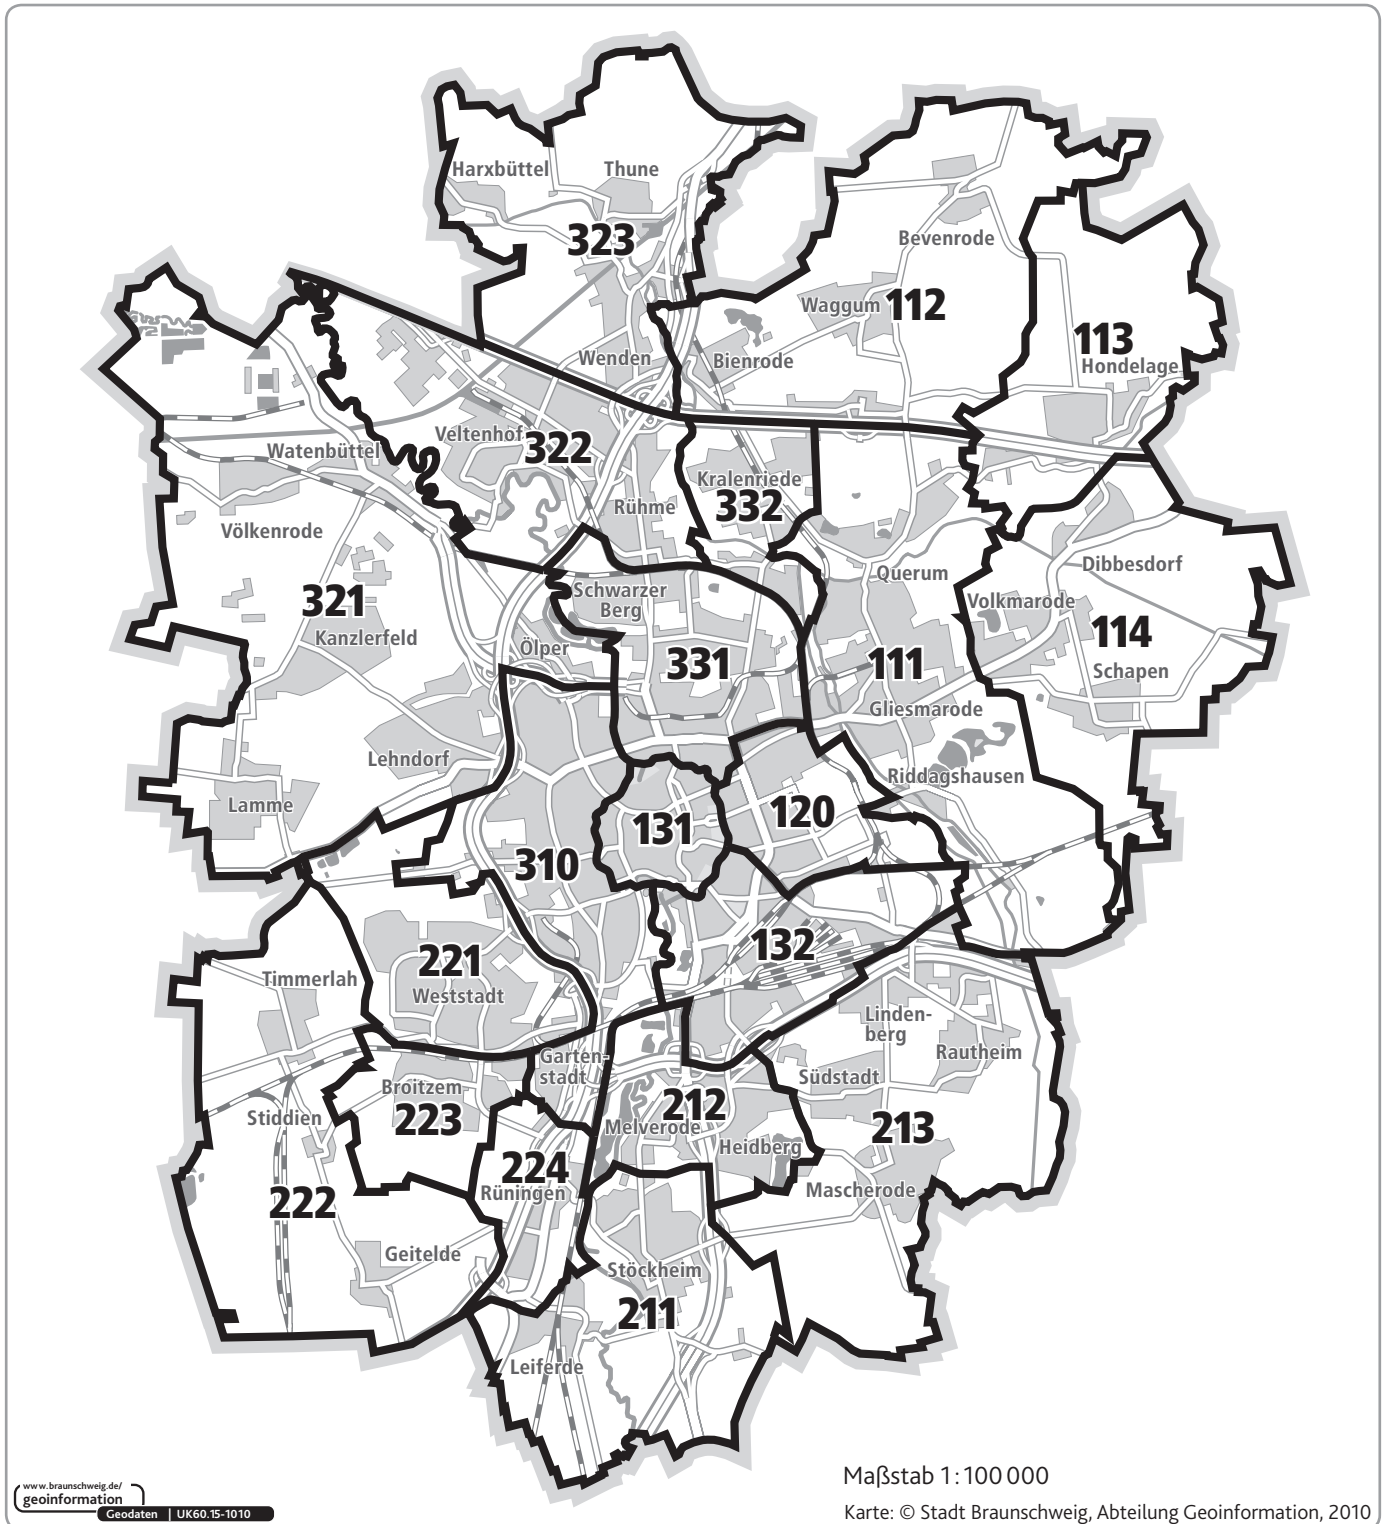 Harxbüttel
Thune
323
Bevenrode
Waggum 112
113
Hondelage
Wenden
Bienrode
Veltenhof
322
Watenbüttel
Kralenriede
332
Rühme
Völkenrode
Querum
Dibbesdorf
Schwarzer
Berg
Volkmarode
321
Kanzlerfeld
114
Ölper
331
111
Schapen
Gliesmarode
Lehndorf
Riddagshausen
Lamme
131
120
310
132
221
Weststadt
Timmerlah
Linden-
berg
Rautheim
Garten-
stadt
Broitzem
223
Südstadt
Stiddien
212
Melverode
213
Heidberg
224
Rüningen
222
Mascherode
Geitelde
Stöckheim
211
Leiferde
Maßstab 1:100 000
www.braunschweig.de/
geoinformation
Geodaten | UK60.15-1010
Karte: © Stadt Braunschweig, Abteilung Geoinformation, 2010